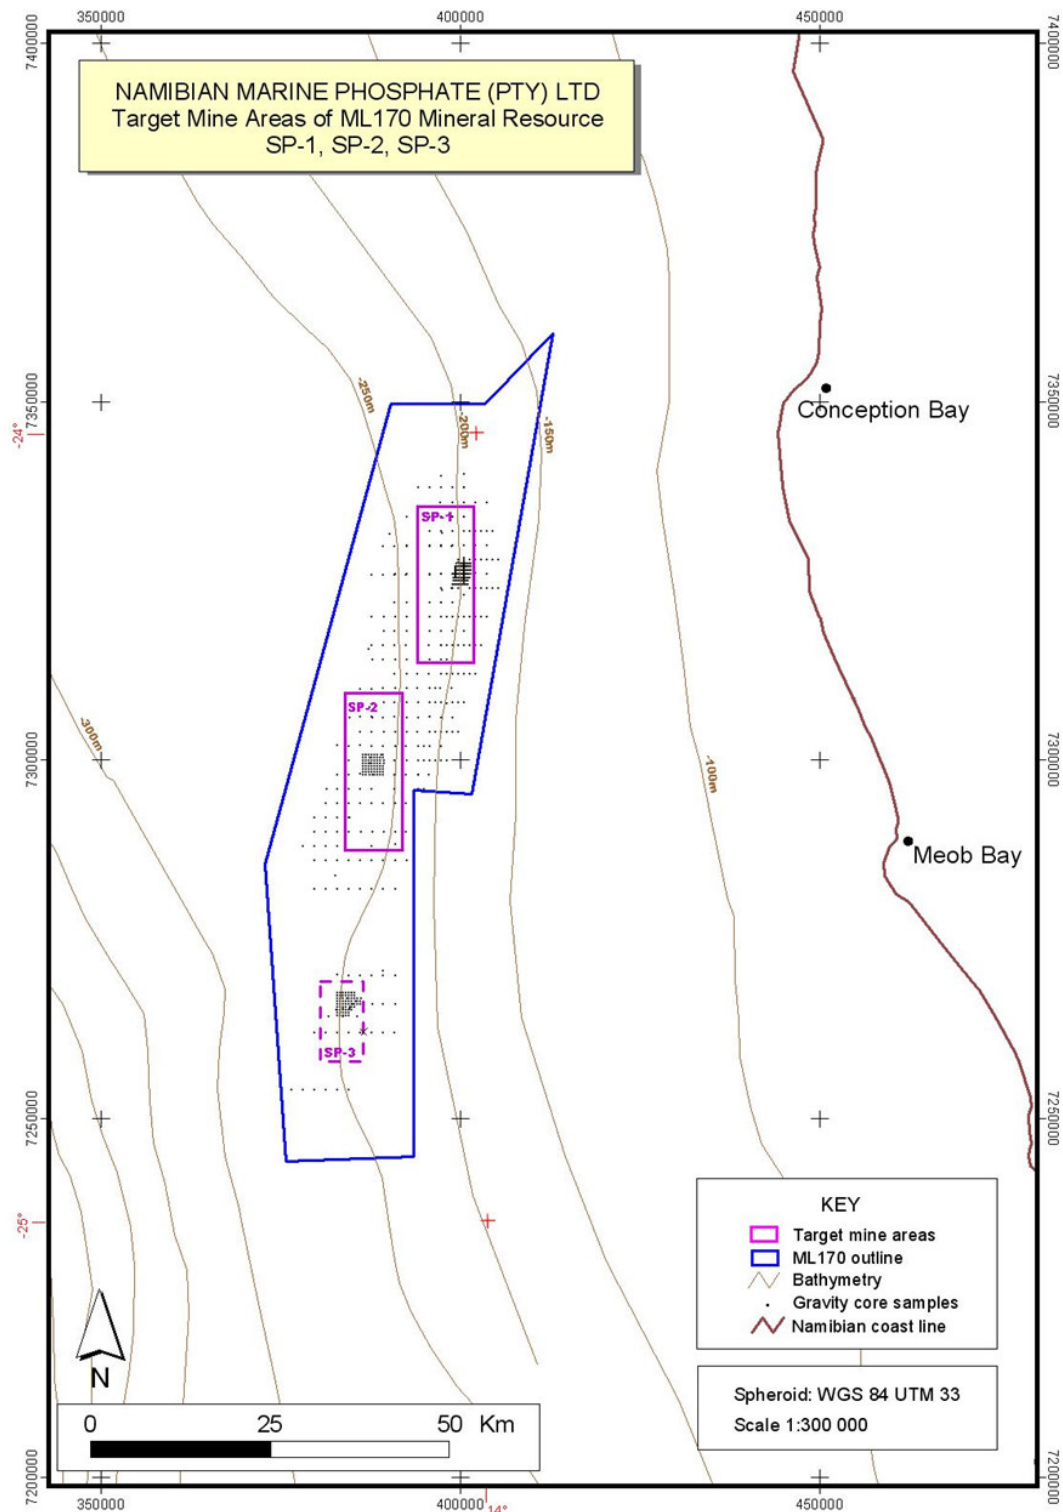 350000
400000
450000
7400000
7400000
NAMIBIAN MARINE PHOSPHATE (PTY) LTD
Target Mine Areas of ML170 Mineral Resource
SP-1, SP-2, SP-3
-250m
-200m
-150m
7350000
7350000
Conception Bay
-24°
SP-1
SP-2
-300m
-100m
7300000
7300000
Meob Bay
SP-3
7250000
7250000
-25°
KEY
Target mine areas
ML170 outline
Bathymetry
Gravity core samples
Namibian coast line
N
0 25 50 Km
Spheroid: WGS 84 UTM 33
Scale 1:300 000
7200000
7200000
350000
400000
14°
450000